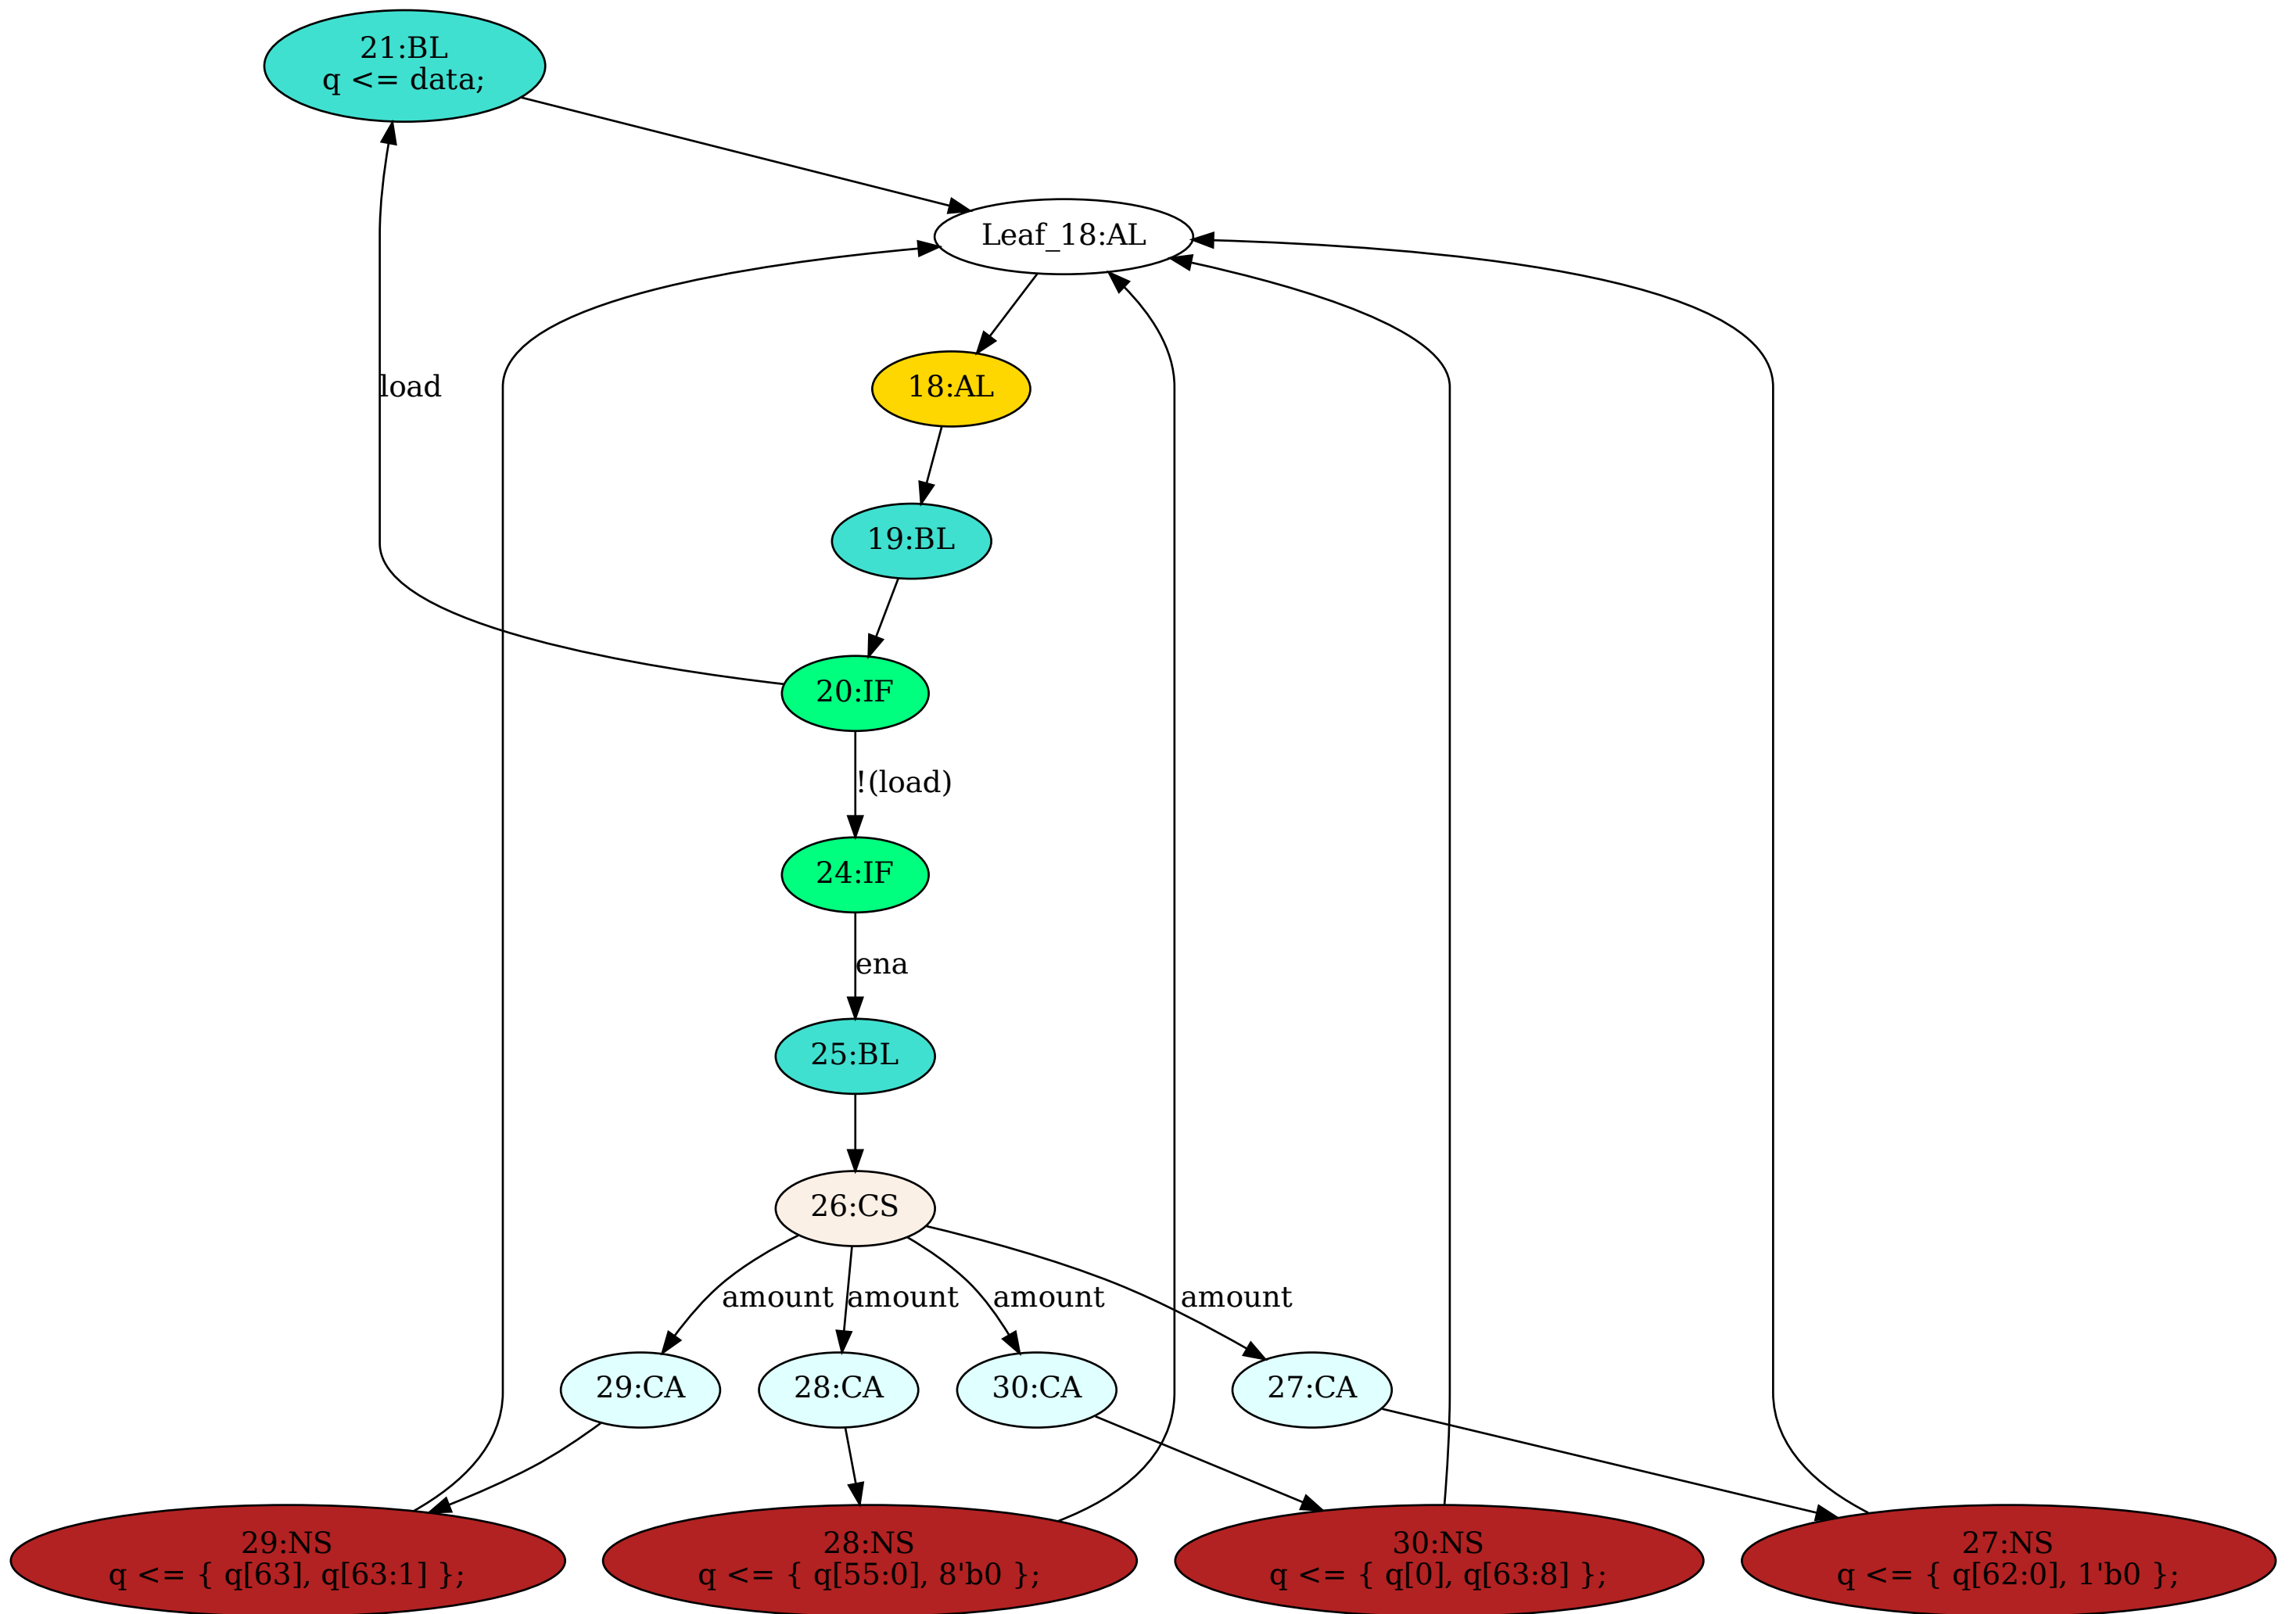 21:BL
q <= data;
Leaf_18:AL
load
18:AL
19:BL
20:IF
!(load)
24:IF
ena
25:BL
26:CS
amount
amount
amount
amount
29:CA
28:CA
30:CA
27:CA
29:NS
q <= { q[63], q[63:1] };
28:NS
q <= { q[55:0], 8'b0 };
30:NS
q <= { q[0], q[63:8] };
27:NS
q <= { q[62:0], 1'b0 };